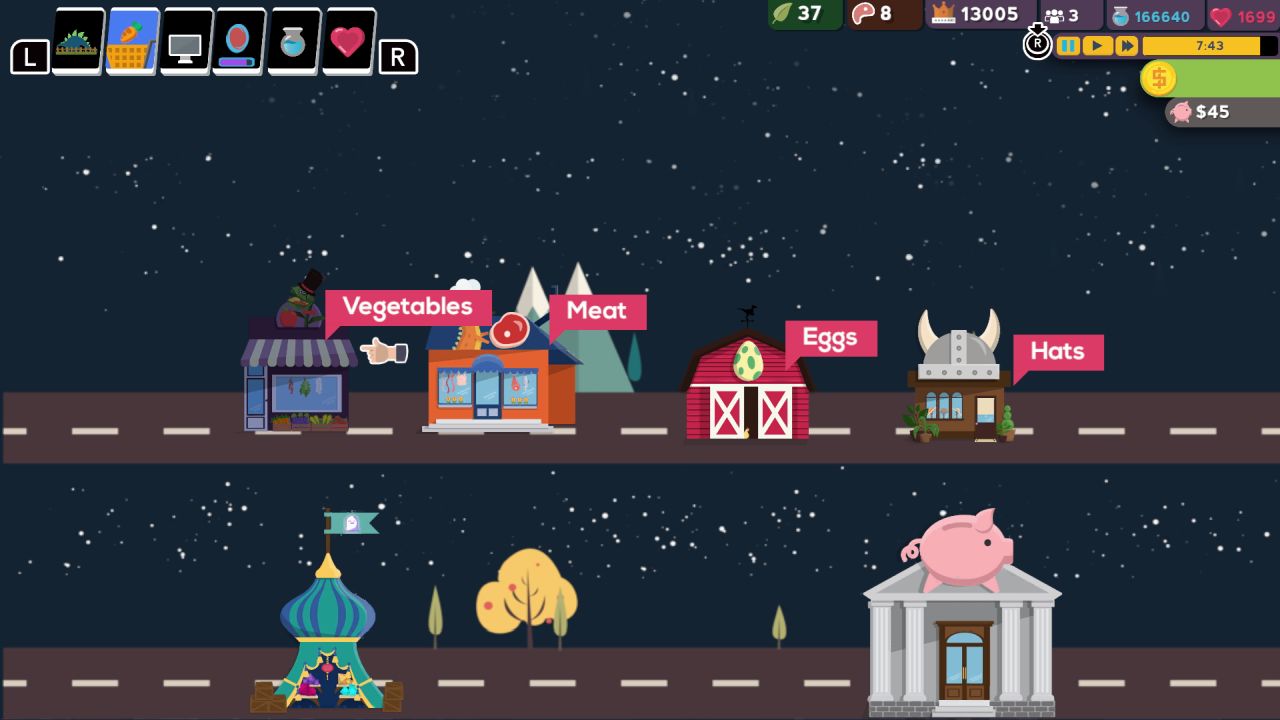 L
R
37
8
13005
3
166640
1699
R
7:43
$
$45
Vegetables
Meat
Eggs
Hats